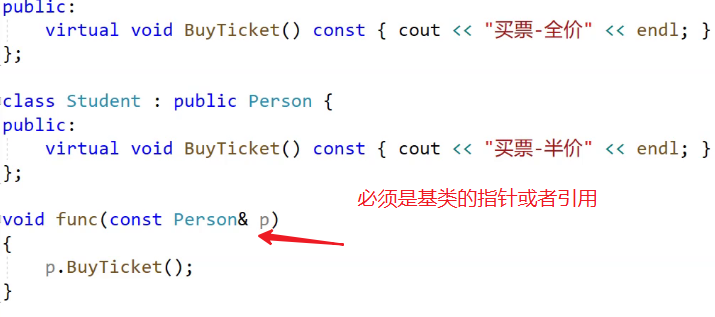 public:
    virtual void BuyTicket() const { cout << "买票-全价" << endl; }
};
class Student : public Person {
public:
    virtual void BuyTicket() const { cout << "买票-半价" << endl; }
};
必须是基类的指针或者引用
void func(const Person& p)
{
    p.BuyTicket();
}